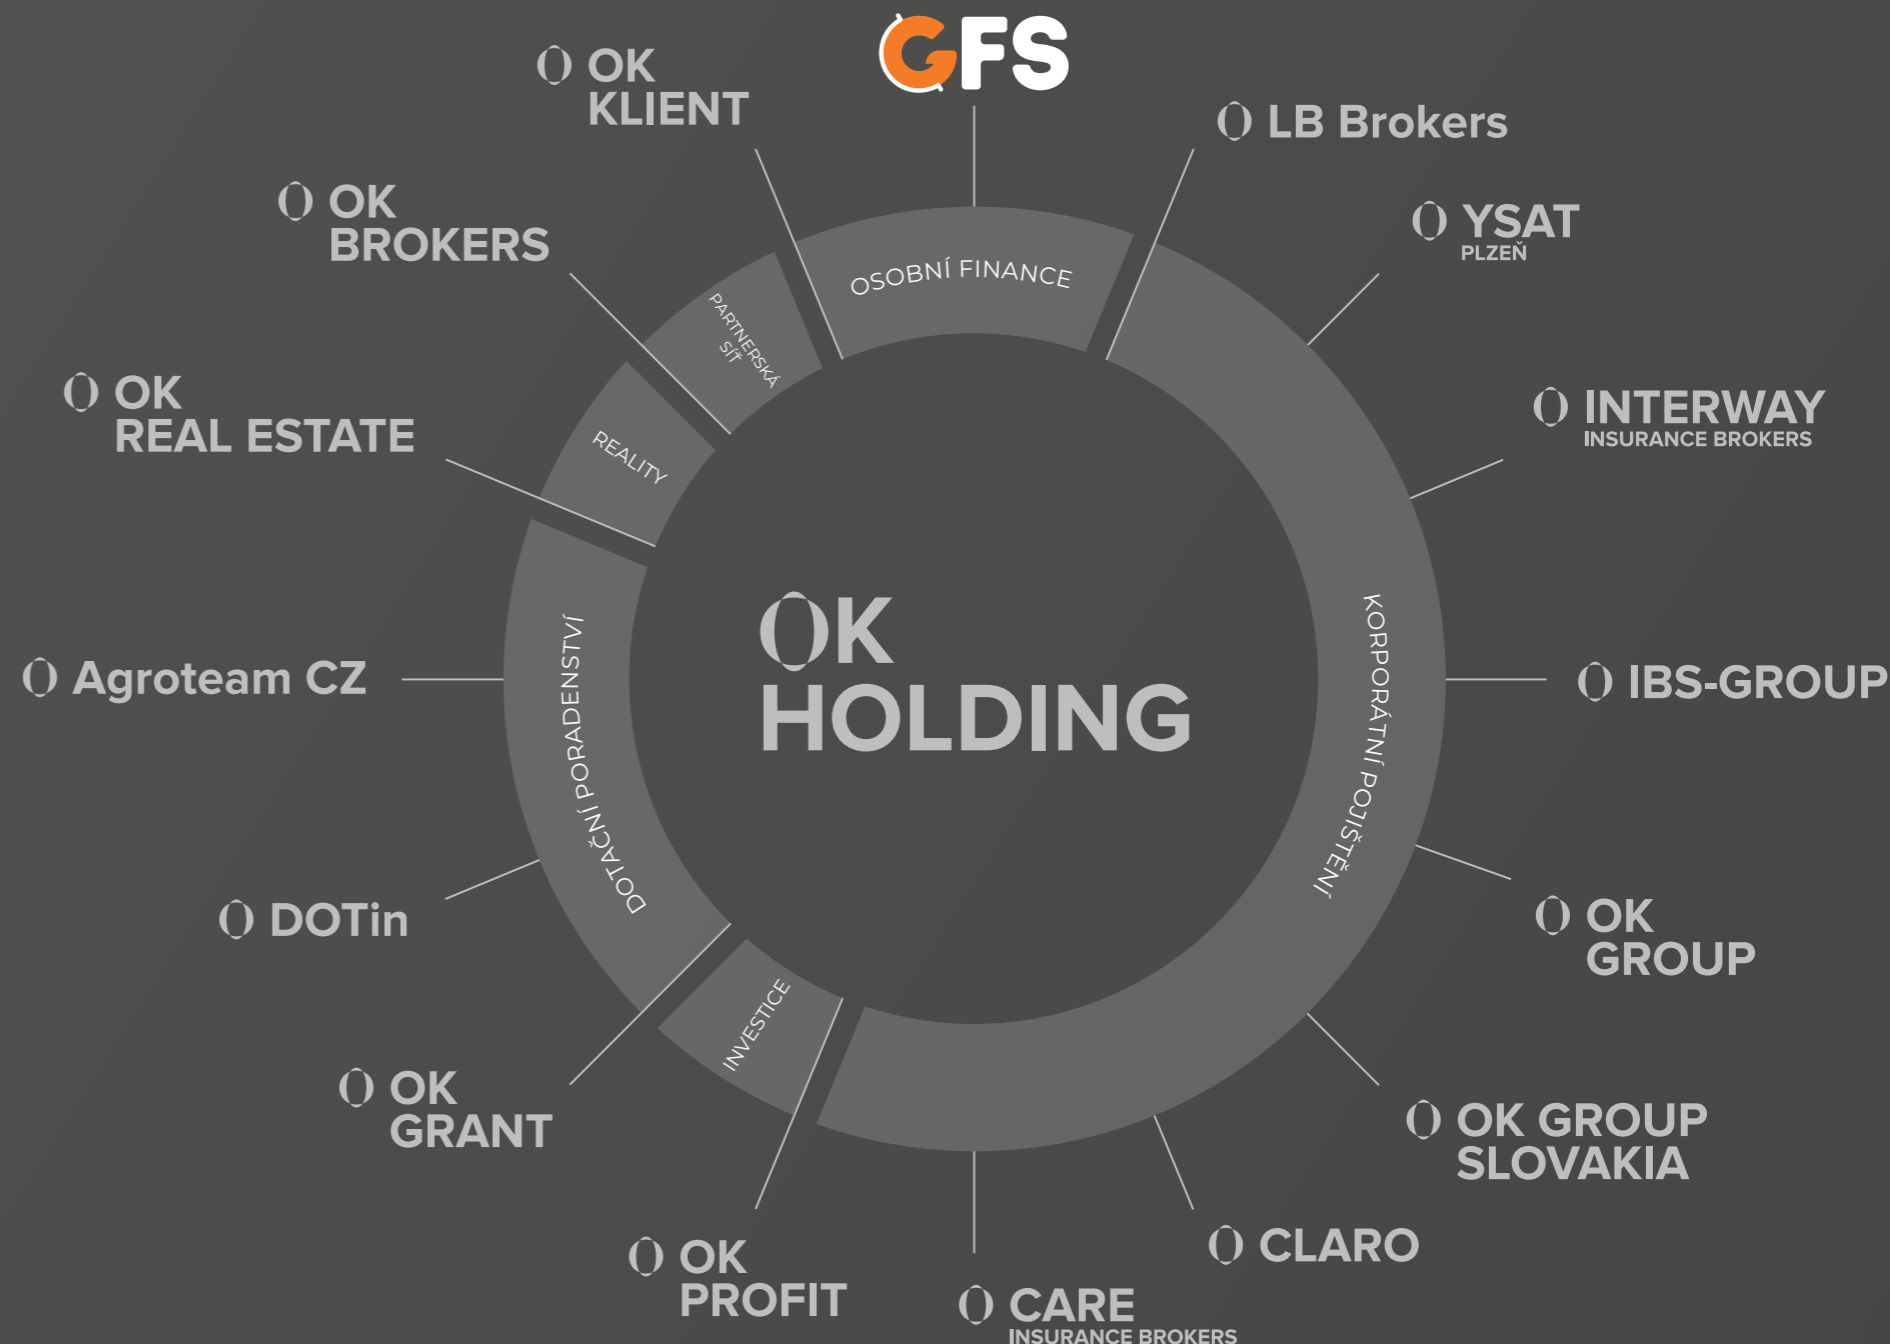 GFS
OK
KLIENT
LB Brokers
OK
BROKERS
YSAT
PLZEŇ
OSOBNÍ FINANCE
PARTNERSKÁ
SÍŤ
OK
REAL ESTATE
REALITY
INTERWAY
INSURANCE BROKERS
OK
HOLDING
DOTAČNÍ PORADENSTVÍ
KORPORÁTNÍ POJIŠTĚNÍ
Agroteam CZ
IBS-GROUP
DOTin
OK
GROUP
INVESTICE
OK
GRANT
OK GROUP
SLOVAKIA
OK
PROFIT
CLARO
CARE
INSURANCE BROKERS